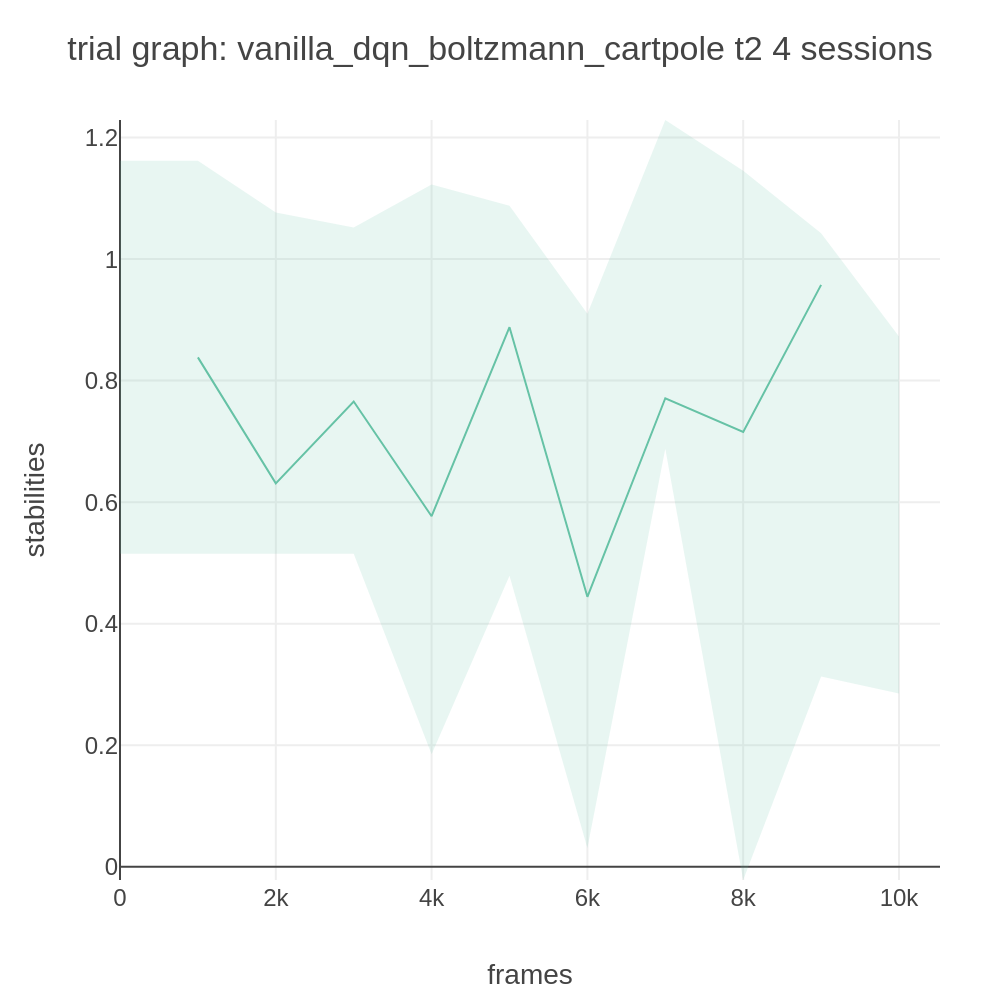 trial graph: vanilla_dqn_boltzmann_cartpole t2 4 sessions
stabilities
1.2
1
0.8
0.6
0.4
0.2
0
0 2k 4k 6k 8k 10k
frames